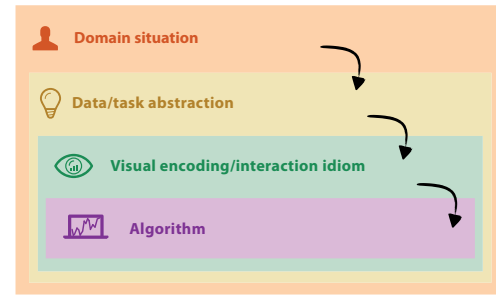 Domain situation
Data/task abstraction
Visual encoding/interaction idiom
Algorithm